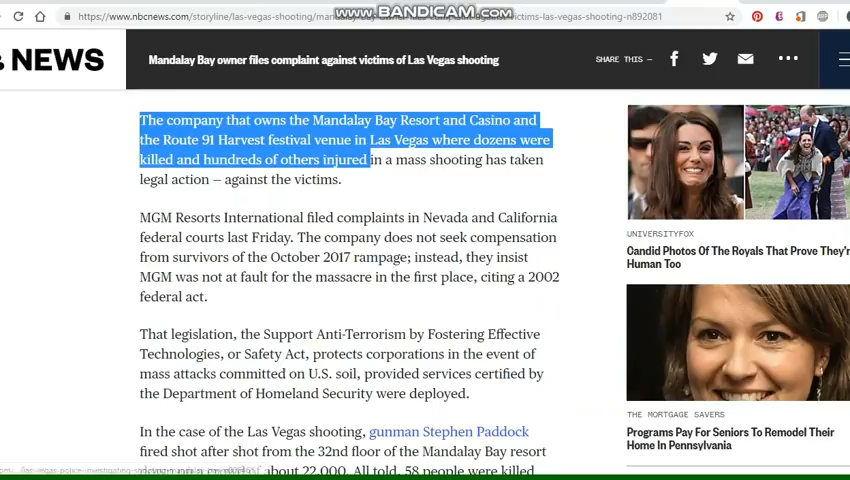 www.BANDICAM.com
https://www.nbcnews.com/storyline/las-vegas-shooting/
victims-las-vegas-shooting-n892081
NEWS
Mandalay Bay owner files complaint against victims of Las Vegas shooting
SHARE THIS —
The company that owns the Mandalay Bay Resort and Casino and
the Route 91 Harvest festival venue in Las Vegas where dozens were
killed and hundreds of others injured in a mass shooting has taken
legal action — against the victims.
MGM Resorts International filed complaints in Nevada and California
federal courts last Friday. The company does not seek compensation
from survivors of the October 2017 rampage; instead, they insist
MGM was not at fault for the massacre in the first place, citing a 2002
federal act.
That legislation, the Support Anti-Terrorism by Fostering Effective
Technologies, or Safety Act, protects corporations in the event of
mass attacks committed on U.S. soil, provided services certified by
the Department of Homeland Security were deployed.
In the case of the Las Vegas shooting, gunman Stephen Paddock
fired shot after shot from the 32nd floor of the Mandalay Bay resort
about 22,000. All told, 58 people were killed
UNIVERSITYFOX
Candid Photos Of The Royals That Prove They'r
Human Too
THE MORTGAGE SAVERS
Programs Pay For Seniors To Remodel Their
Home In Pennsylvania